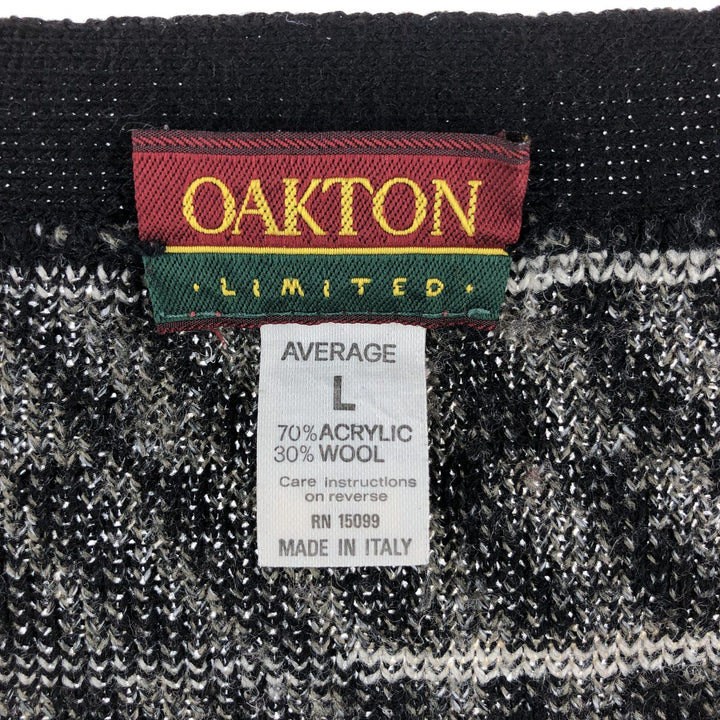 OAKTON
· LIMITED ·
AVERAGE
L
70% ACRYLIC
30% WOOL
Care instructions
on reverse
RN 15099
MADE IN ITALY